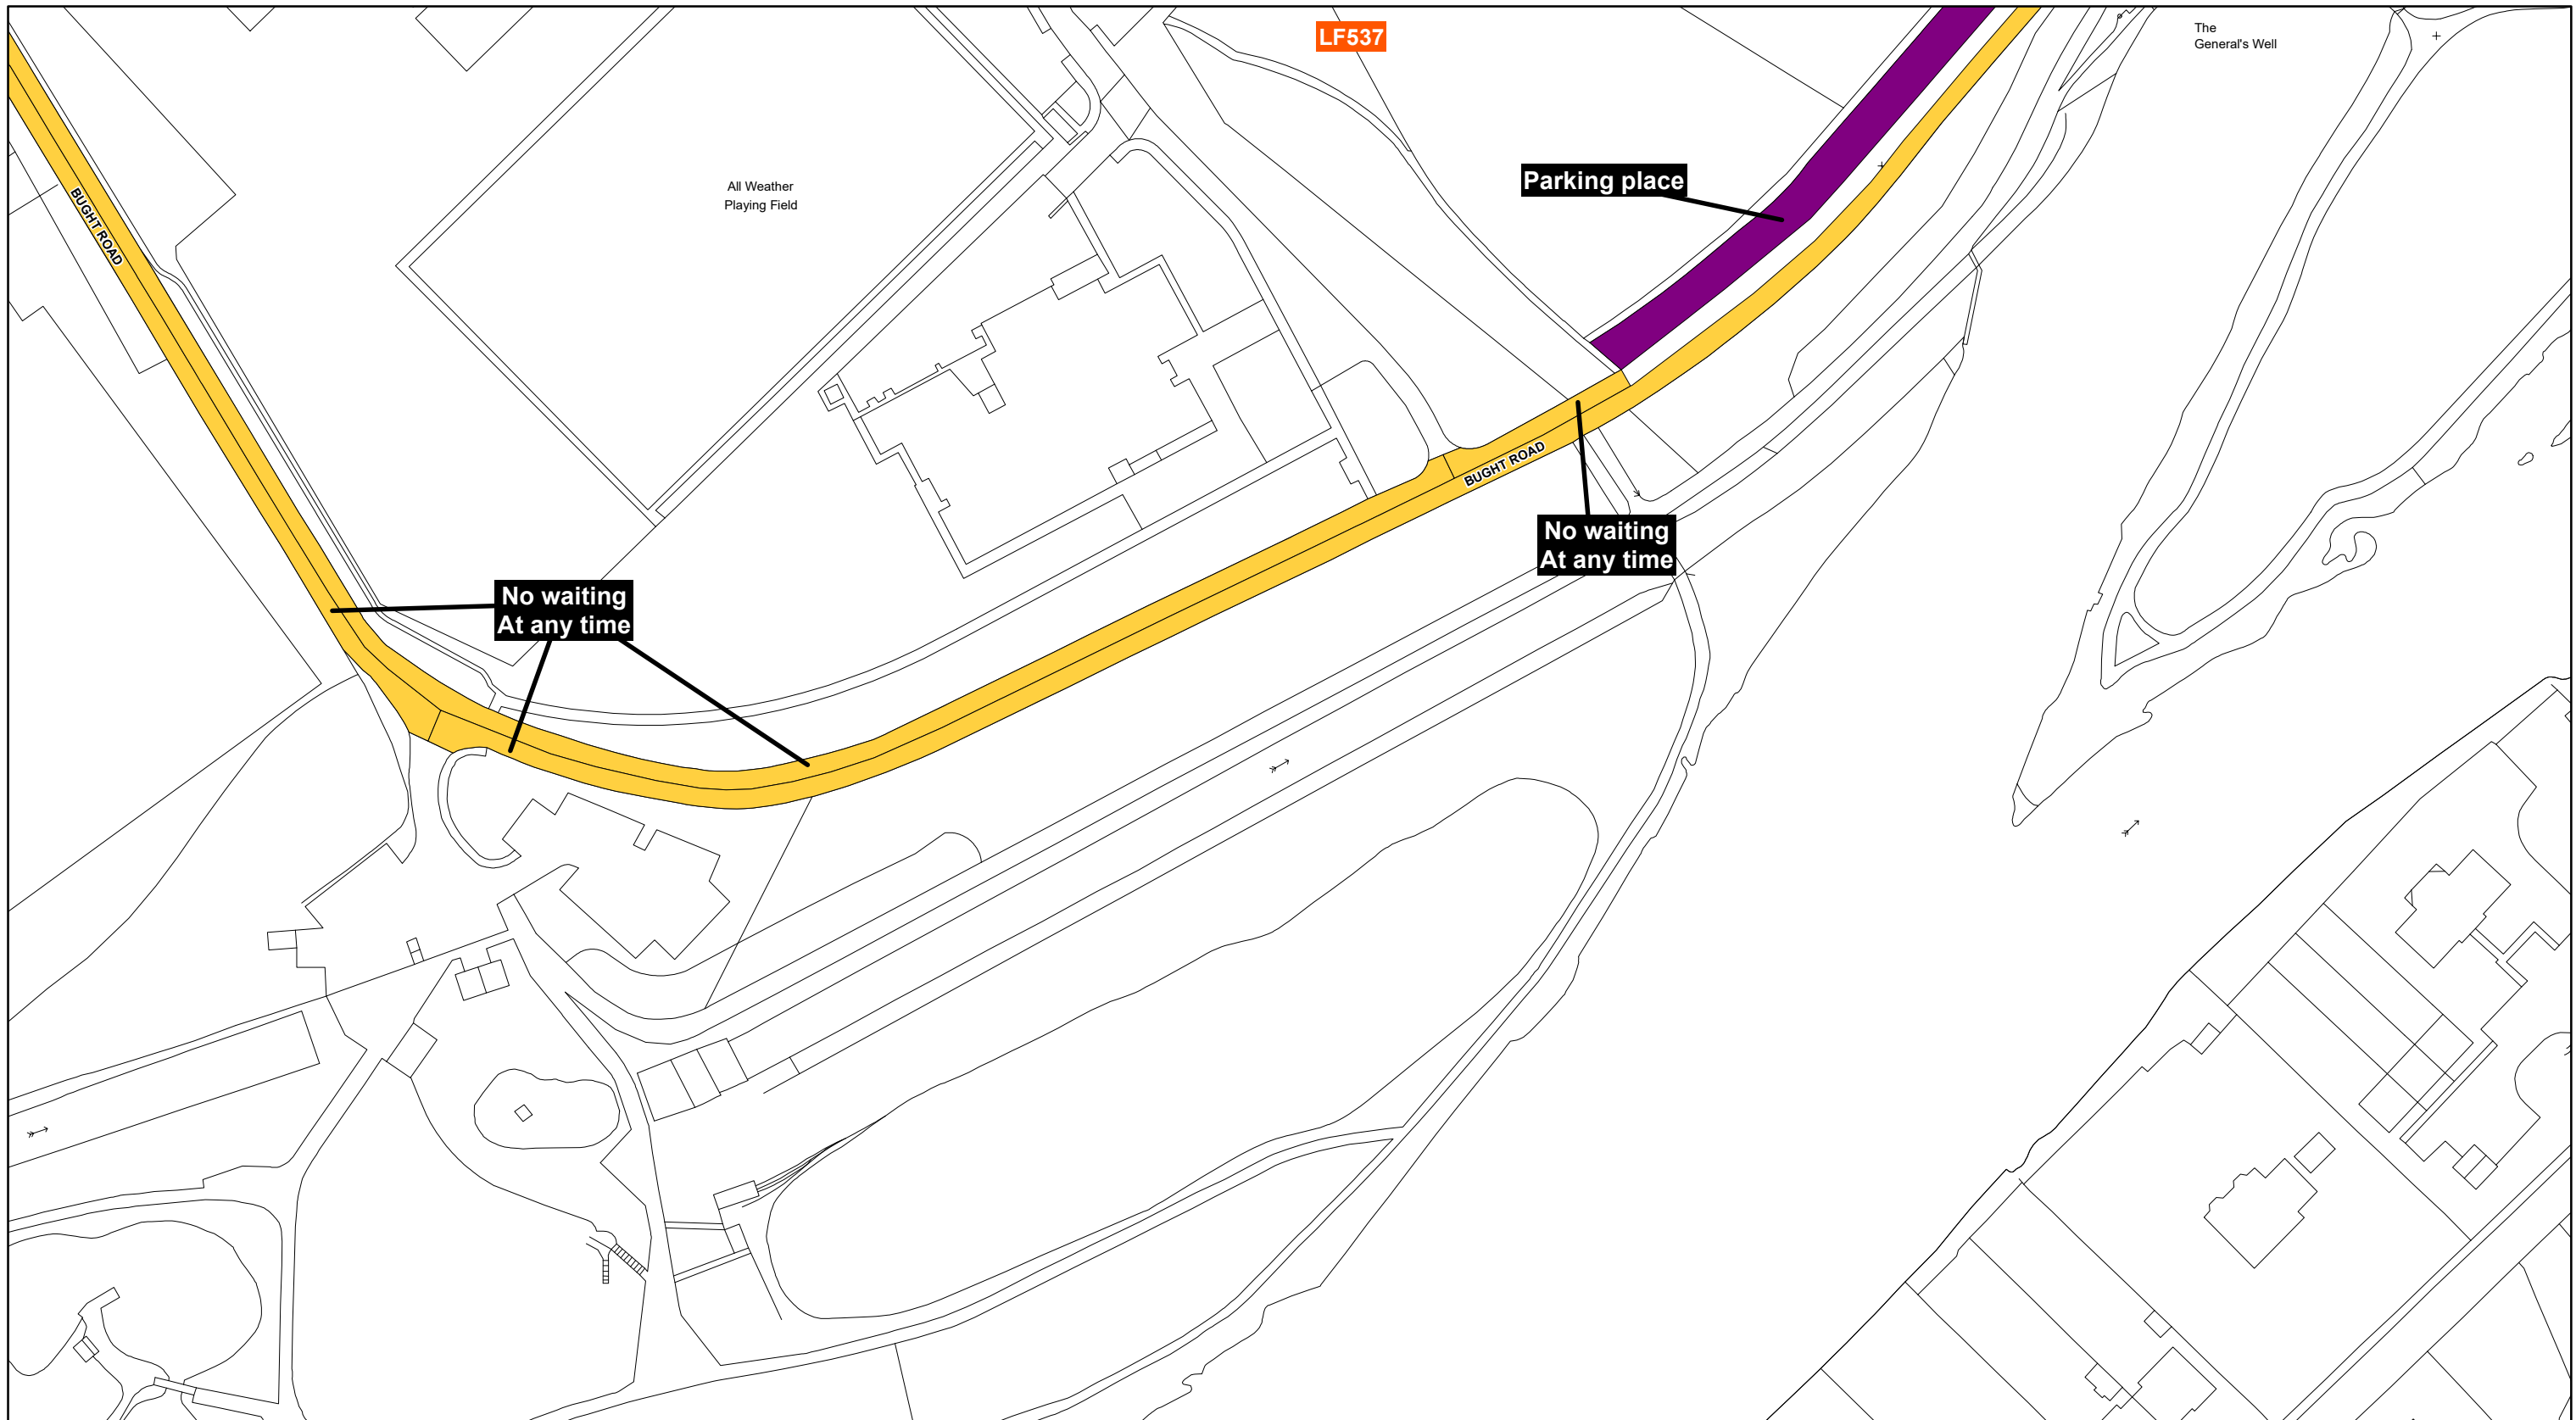 LF537
The
General's Well
Parking place
All Weather
Playing Field
BUGHT ROAD
BUGHT ROAD
No waiting
At any time
No waiting
At any time